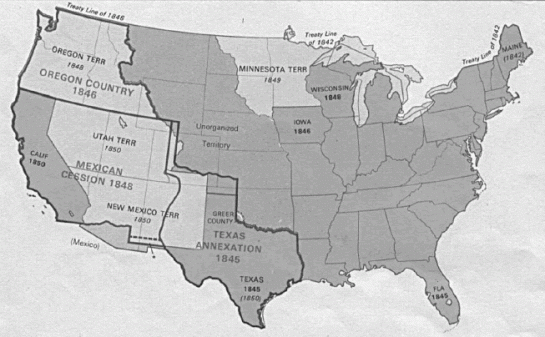 Treaty Line of 1846
OREGON TERR
1848
OREGON COUNTRY
1846
Treaty Line
of 1842
MINNESOTA TERR
1849
Treaty Line of 1842
MAINE
(1842)
WISCONSIN
1848
IOWA
1846
Unorganized
Territory
UTAH TERR
1850
CALIF
1850
MEXICAN
CESSION 1848
NEW MEXICO TERR
1850
(Mexico)
GREER
COUNTY
TEXAS
ANNEXATION
1845
TEXAS
1845
(1850)
FLA
1845